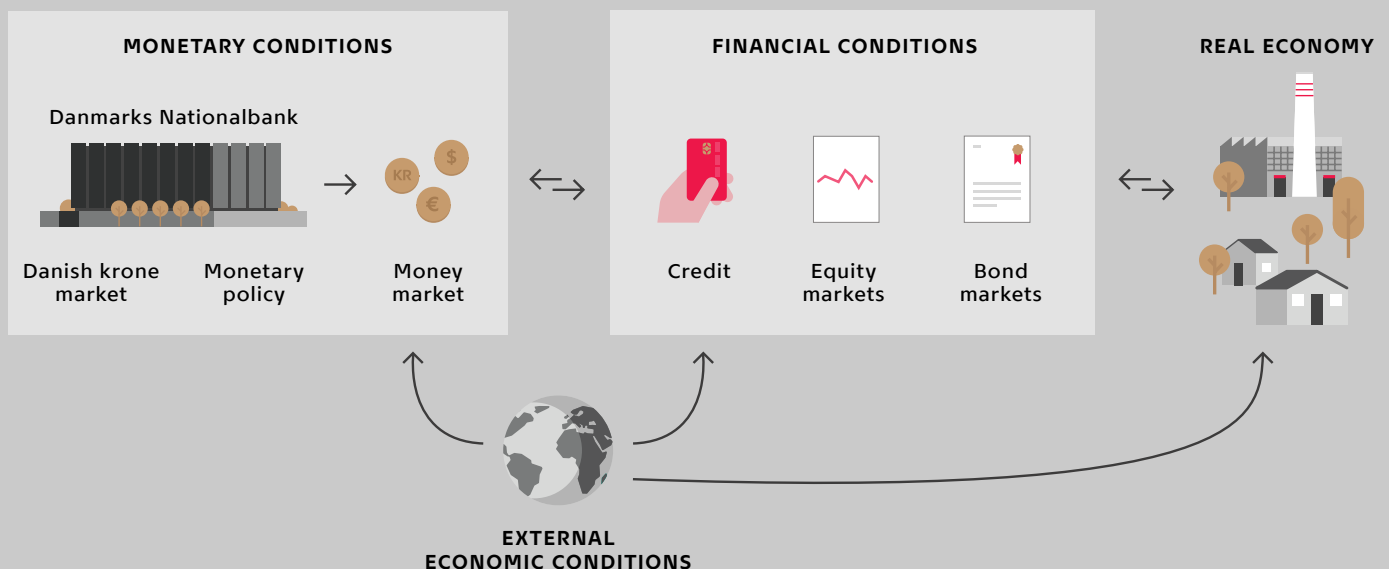 MONETARY CONDITIONS
Danmarks Nationalbank
KR
$
€
Danish krone
market
Monetary
policy
Money
market
FINANCIAL CONDITIONS
Credit
Equity
markets
Bond
markets
REAL ECONOMY
EXTERNAL
ECONOMIC CONDITIONS